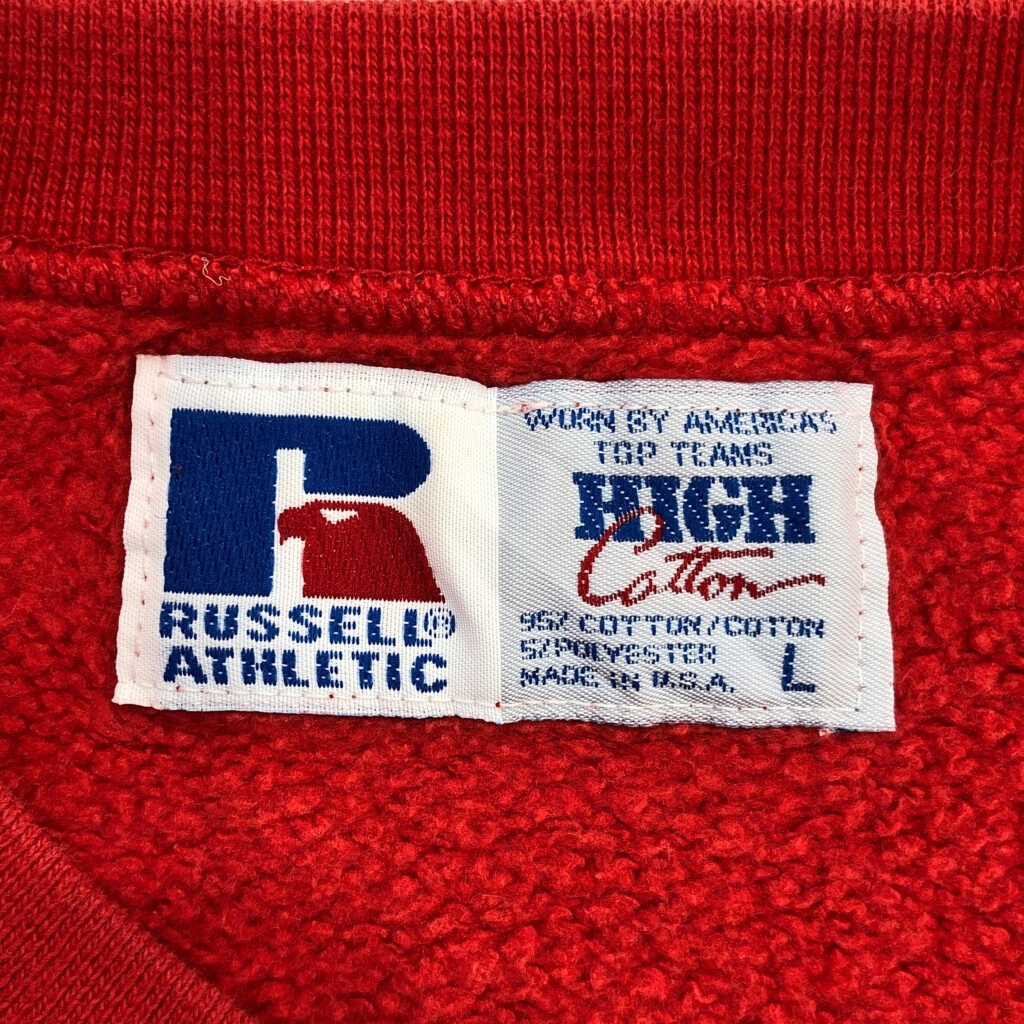 RUSSELL®
ATHLETIC
WORN BY AMERICA'S
TOP TEAMS
HIGH
Cotton
95% COTTON/COTON
5% POLYESTER
MADE IN U.S.A.
L